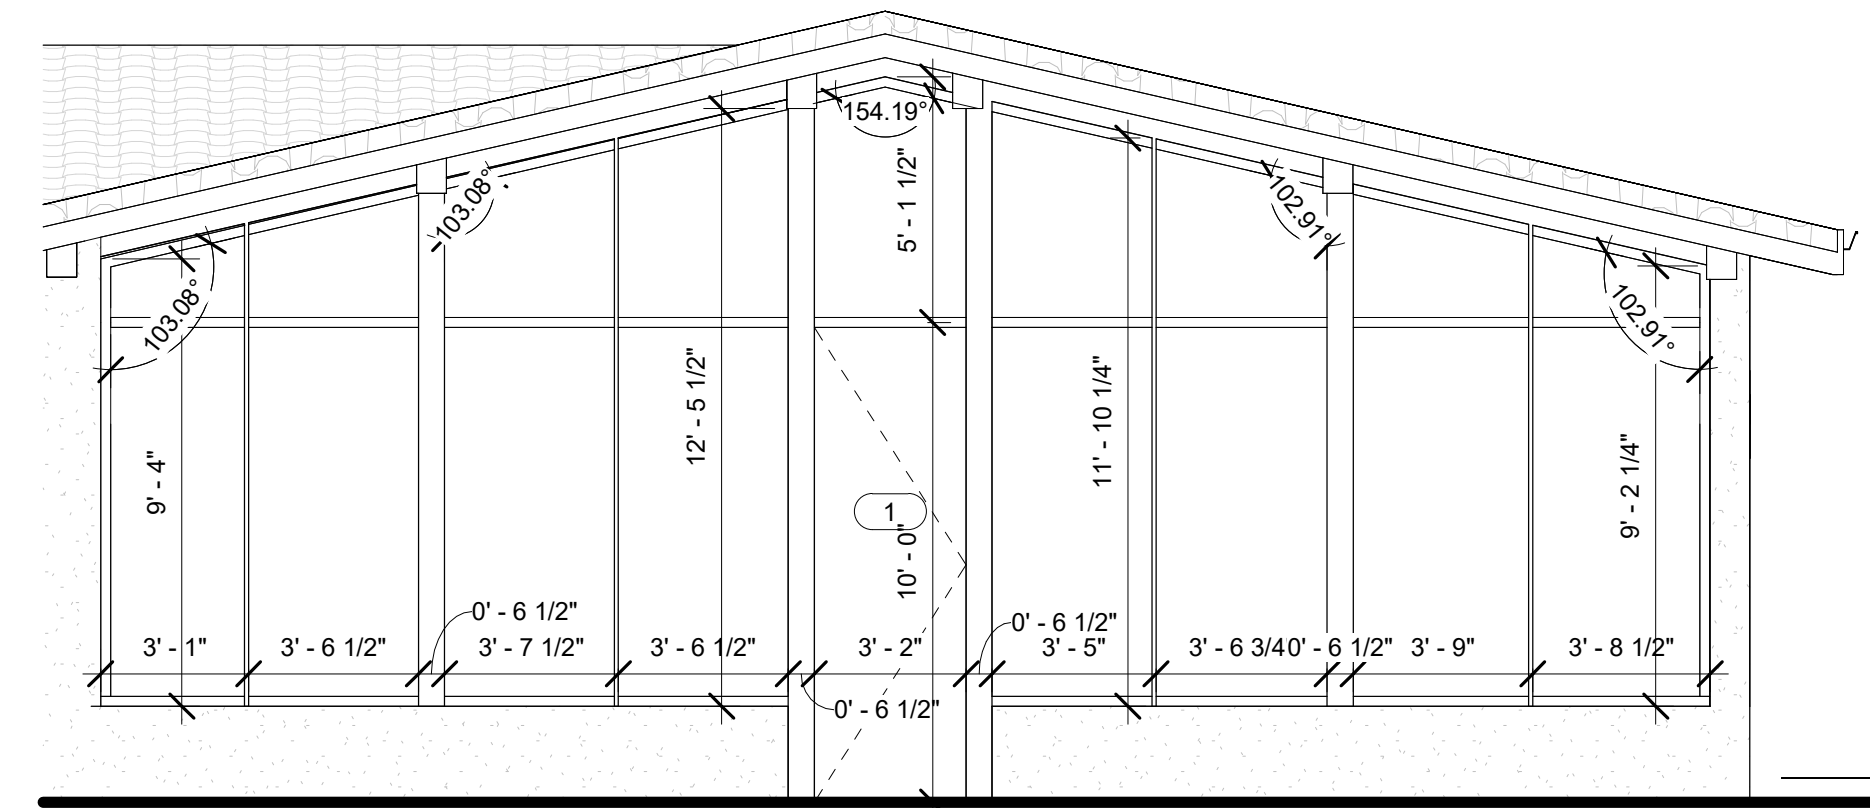 154.19°
103.08°
102.91°
5' - 1 1/2"
103.08°
102.91°
12' - 5 1/2"
11' - 10 1/4"
9' - 4"
9' - 2 1/4"
1
10' - 0"
0' - 6 1/2"
0' - 6 1/2"
3' - 1"
3' - 6 1/2"
3' - 7 1/2"
3' - 6 1/2"
3' - 2"
3' - 5"
3' - 6 3/4
0' - 6 1/2"
3' - 9"
3' - 8 1/2"
0' - 6 1/2"